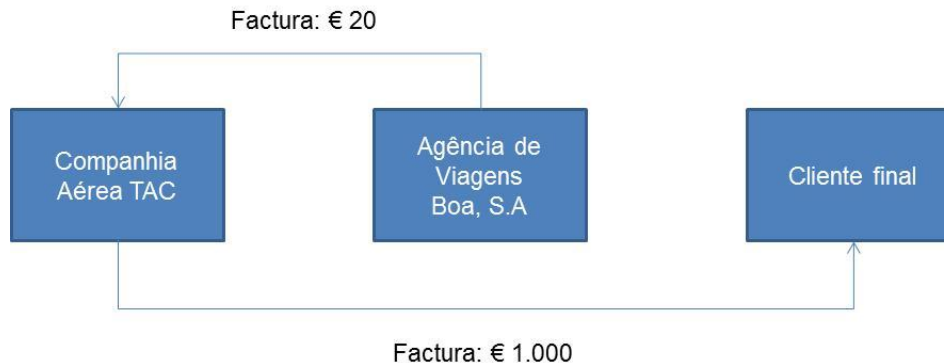 Factura: € 20
Companhia
Aérea TAC
Agência de
Viagens
Boa, S.A
Cliente final
Factura: € 1.000